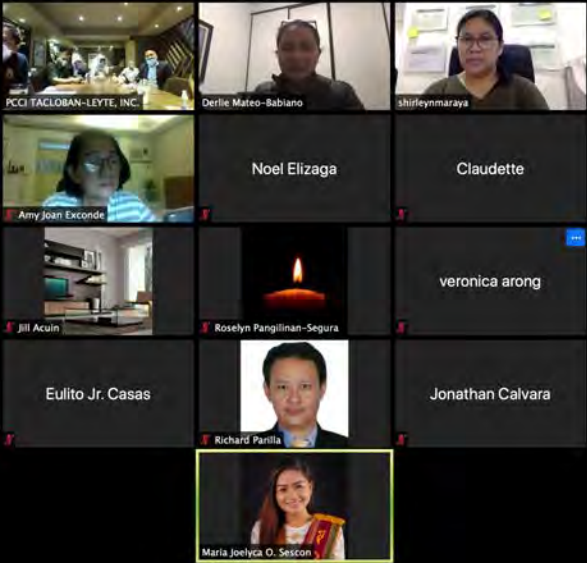 PCCI TACLOBAN-LEYTE, INC.
Derlie Mateo-Babiano
shirleynmaraya
Amy Joan Exconde
Noel Elizaga
Claudette
Jill Acuin
Roselyn Pangilinan-Segura
veronica arong
Eulito Jr. Casas
Richard Parilla
Jonathan Calvara
Maria Joelyca O. Sescon